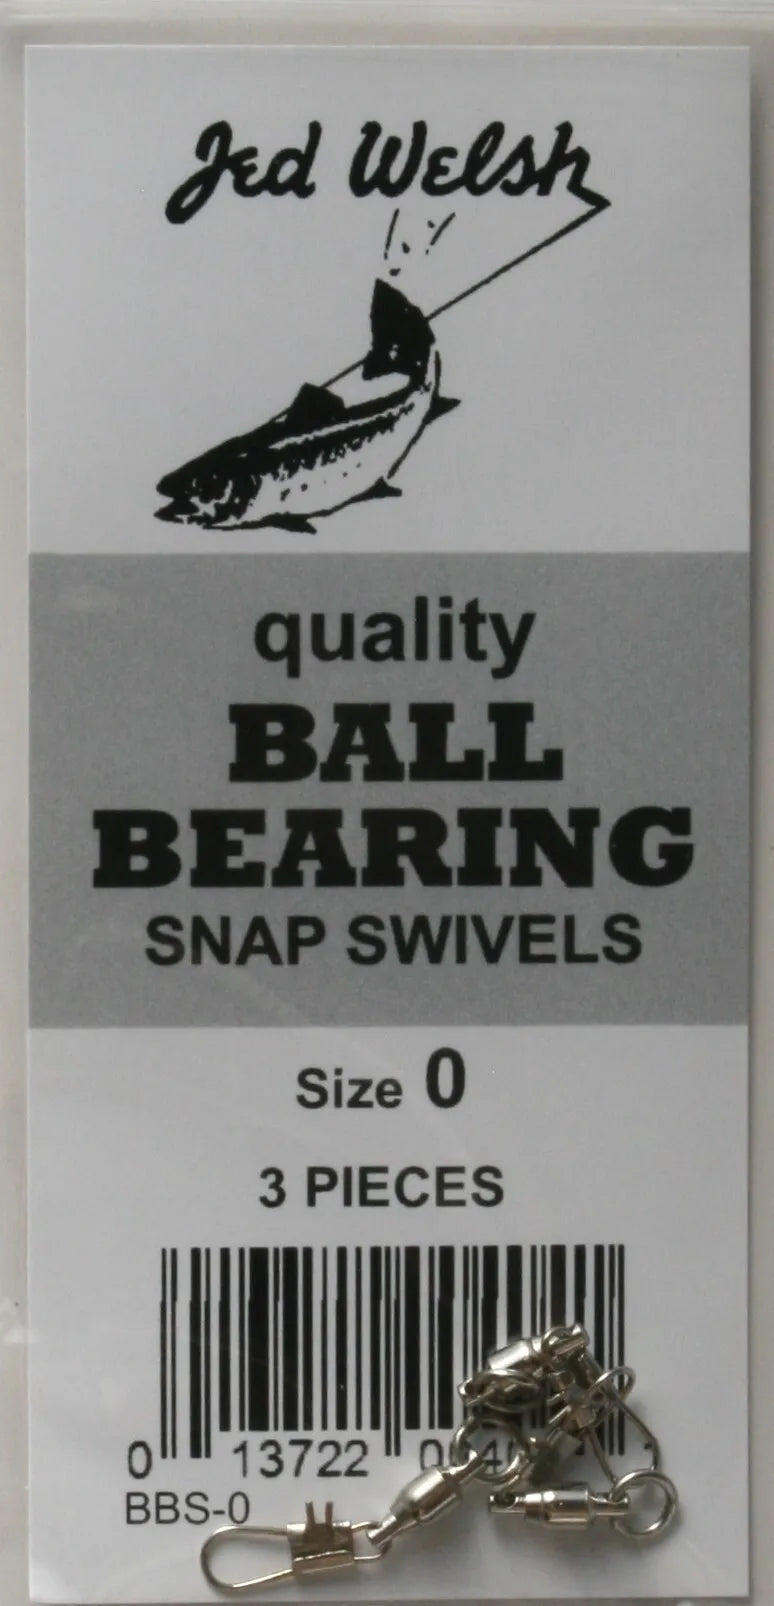 Jed Welsh
quality
BALL
BEARING
SNAP SWIVELS
Size 0
3 PIECES
0 13722
BBS-0